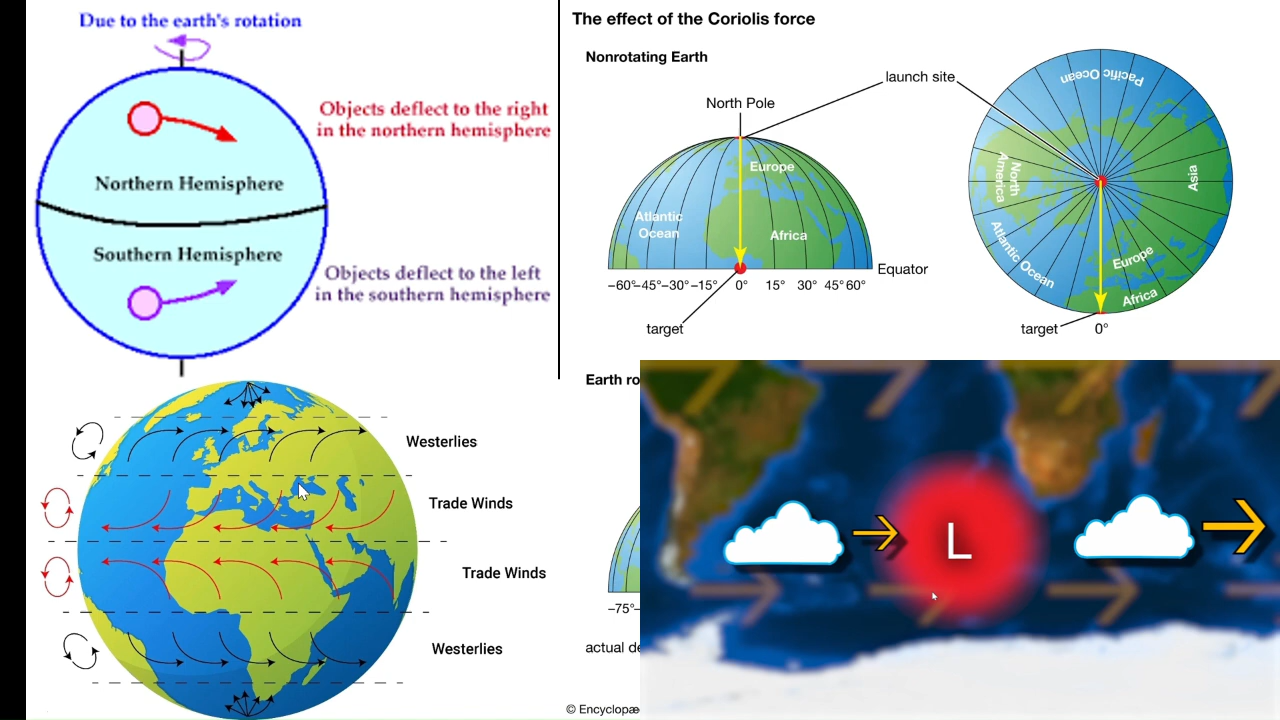 Due to the earth's rotation
Objects deflect to the right
in the northern hemisphere
Northern Hemisphere
Southern Hemisphere
Objects deflect to the left
in the southern hemisphere
The effect of the Coriolis force
Nonrotating Earth
launch site
North Pole
Europe
Atlantic
Ocean
Africa
Equator
−60°
−45°
−30°
−15°
0°
15°
30°
45°
60°
target
Pacific Ocean
North
America
Asia
Atlantic Ocean
Europe
Africa
target
0°
Westerlies
Trade Winds
Trade Winds
Westerlies
Earth ro
−75°
actual de
© Encyclopæ
L